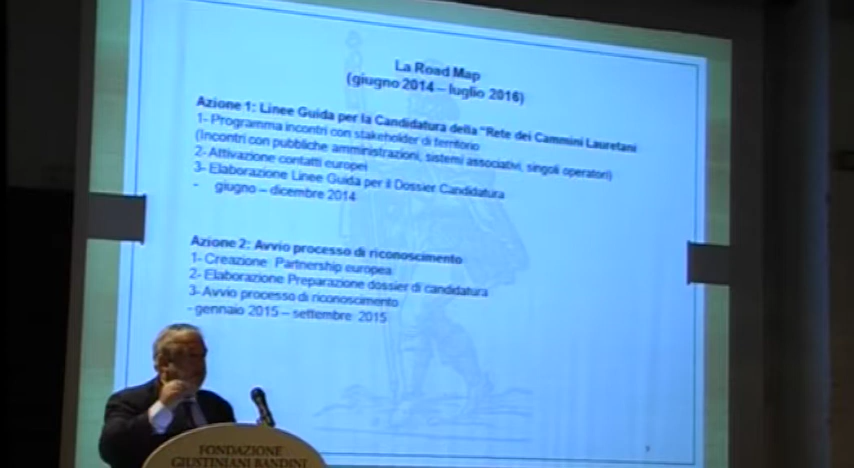 La Road Map
(giugno 2014 – luglio 2016)
Azione 1: Linee Guida per la Candidatura della "Rete dei Cammini Lauretani
1- Programma incontri con stakeholder di territorio
(Incontri con pubbliche amministrazioni, sistemi associativi, singoli operatori)
2- Attivazione contatti europei
3- Elaborazione Linee Guida per il Dossier Candidatura
- giugno – dicembre 2014
Azione 2: Avvio processo di riconoscimento
1- Creazione Partnership europea
2- Elaborazione Preparazione dossier di candidatura
3- Avvio processo di riconoscimento
- gennaio 2015 – settembre 2015
FONDAZIONE
GIUSTINIANI BANDINI